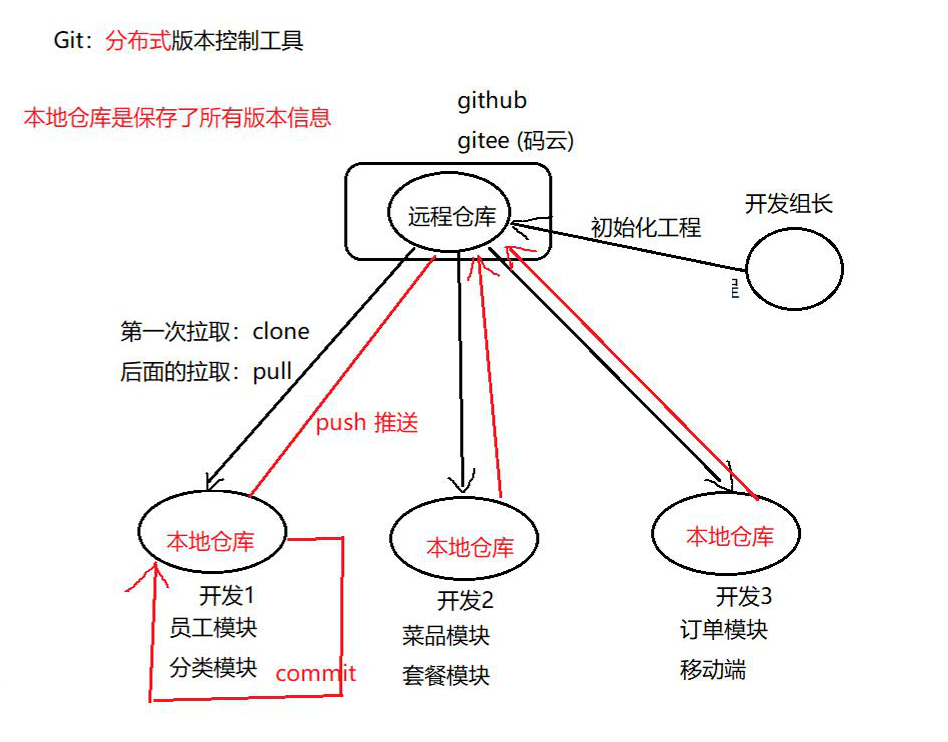 Git：分布式版本控制工具
本地仓库是保存了所有版本信息
github
gitee (码云)
远程仓库
开发组长
初始化工程
第一次拉取：clone
后面的拉取：pull
push 推送
本地仓库
本地仓库
本地仓库
开发1
员工模块
分类模块
commit
开发2
菜品模块
套餐模块
开发3
订单模块
移动端